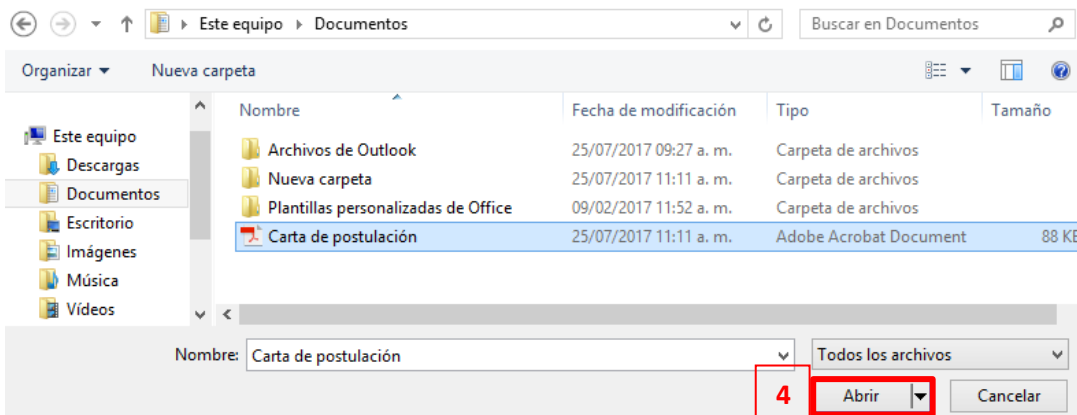 Este equipo Documentos Buscar en Documentos
Organizar Nueva carpeta
Nombre Fecha de modificación Tipo Tamaño
Este equipo
Descargas
Documentos
Escritorio
Imágenes
Música
Vídeos
Archivos de Outlook 25/07/2017 09:27 a. m. Carpeta de archivos
Nueva carpeta 25/07/2017 11:11 a. m. Carpeta de archivos
Plantillas personalizadas de Office 09/02/2017 11:52 a. m. Carpeta de archivos
Carta de postulación 25/07/2017 11:11 a. m. Adobe Acrobat Document 88 KB
Nombre: Carta de postulación Todos los archivos
4 Abrir Cancelar